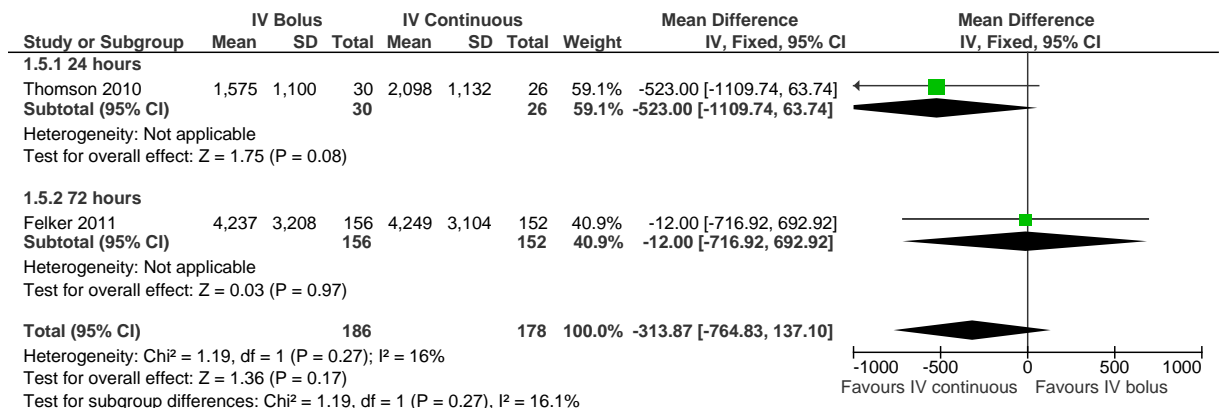 IV Bolus IV Continuous Mean Difference Mean Difference
Study or Subgroup Mean SD Total Mean SD Total Weight IV, Fixed, 95% CI IV, Fixed, 95% CI
1.5.1 24 hours
Thomson 2010 1,575 1,100 30 2,098 1,132 26 59.1% -523.00 [-1109.74, 63.74]
Subtotal (95% CI) 30 26 59.1% -523.00 [-1109.74, 63.74]
Heterogeneity: Not applicable
Test for overall effect: Z = 1.75 (P = 0.08)
1.5.2 72 hours
Felker 2011 4,237 3,208 156 4,249 3,104 152 40.9% -12.00 [-716.92, 692.92]
Subtotal (95% CI) 156 152 40.9% -12.00 [-716.92, 692.92]
Heterogeneity: Not applicable
Test for overall effect: Z = 0.03 (P = 0.97)
Total (95% CI) 186 178 100.0% -313.87 [-764.83, 137.10]
Heterogeneity: Chi² = 1.19, df = 1 (P = 0.27); I² = 16%
Test for overall effect: Z = 1.36 (P = 0.17)
Test for subgroup differences: Chi² = 1.19, df = 1 (P = 0.27), I² = 16.1%
-1000 -500 0 500 1000
Favours IV continuous Favours IV bolus